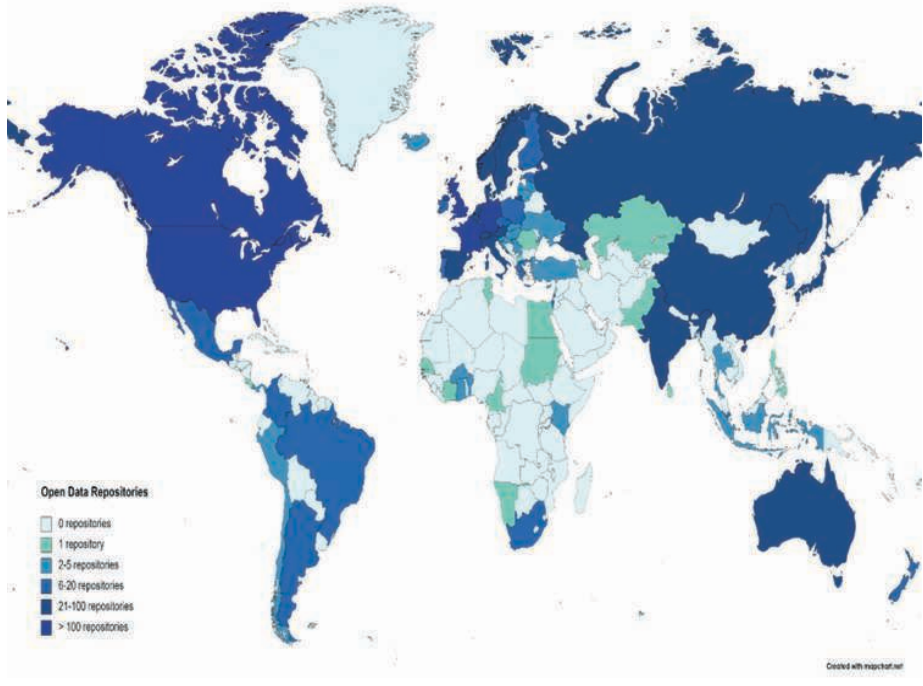 Open Data Repositories
0 repositories
1 repository
2-5 repositories
6-20 repositories
21-100 repositories
> 100 repositories
Created with mapchart.net